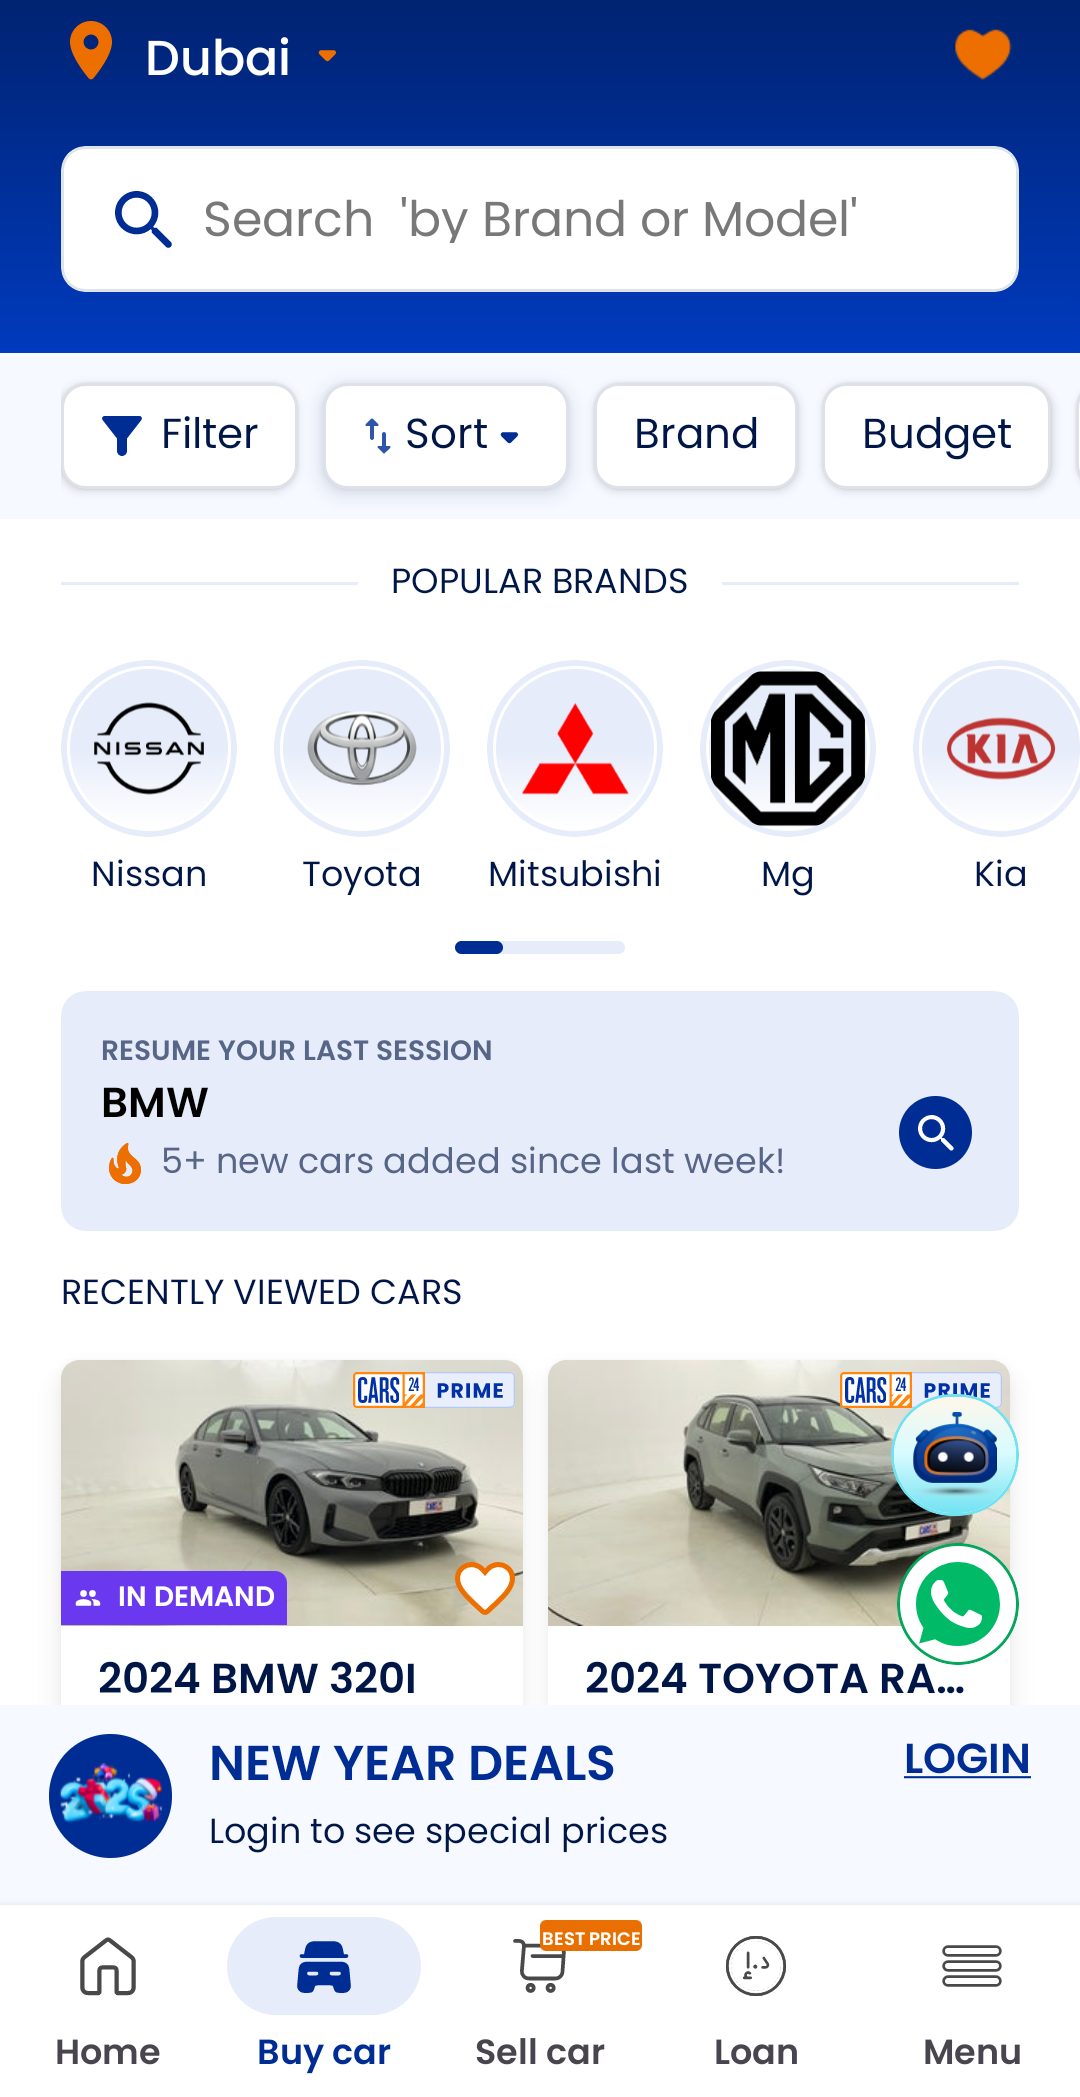 Dubai
Search 'by Brand or Model'
Filter
Sort
Brand
Budget
POPULAR BRANDS
NISSAN
MG
KIA
Nissan
Toyota
Mitsubishi
Mg
Kia
RESUME YOUR LAST SESSION
BMW
5+ new cars added since last week!
RECENTLY VIEWED CARS
CARS 24 PRIME
CARS 24 PRIME
IN DEMAND
2024 BMW 320I
2024 TOYOTA RA...
2025
NEW YEAR DEALS
LOGIN
Login to see special prices
BEST PRICE
د.إ
Home
Buy car
Sell car
Loan
Menu